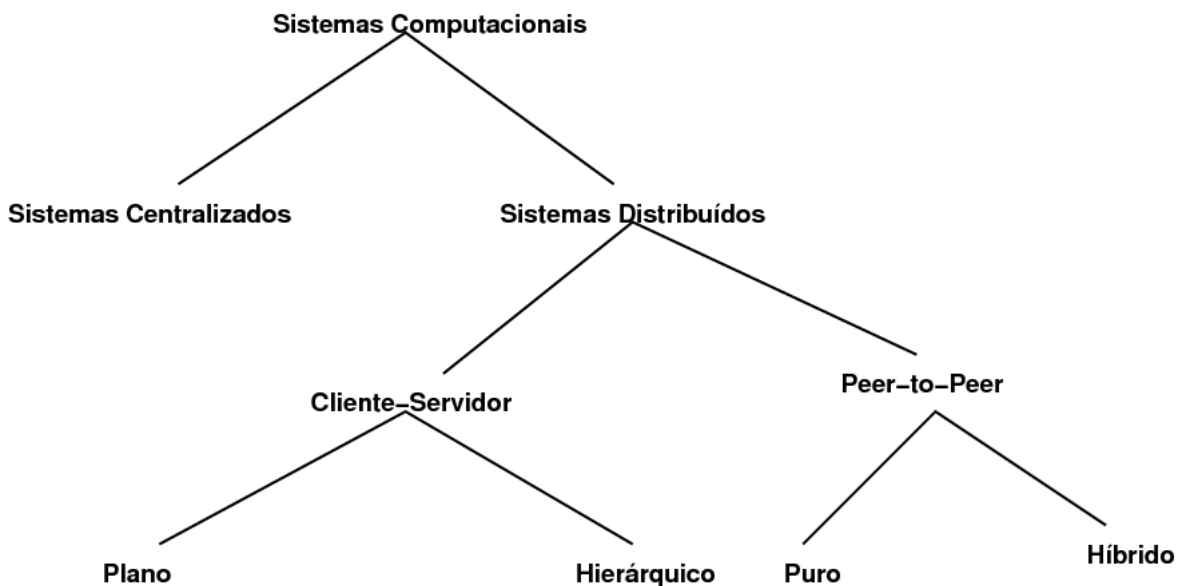 Sistemas Computacionais
Sistemas Centralizados
Sistemas Distribuídos
Cliente–Servidor
Peer–to–Peer
Plano
Hierárquico
Puro
Híbrido